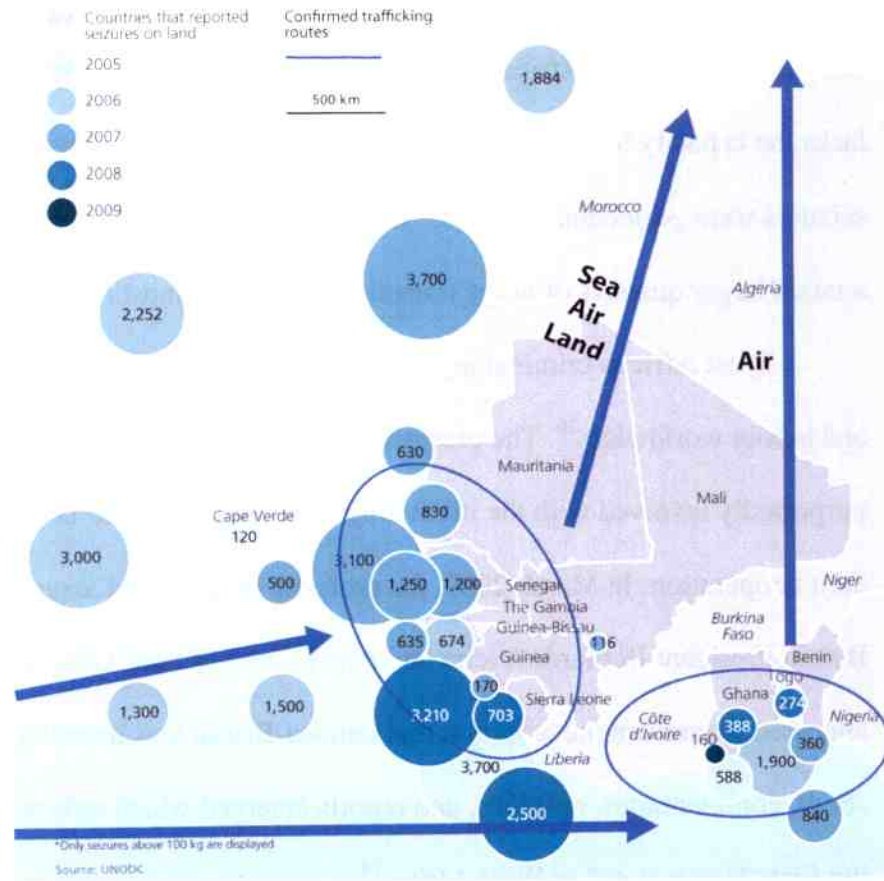 Countries that reported
seizures on land
2005
2006
2007
2008
2009
Confirmed trafficking
routes
500 km
1,884
Morocco
3,700
2,252
Sea
Air
Land
Algeria
Air
630
Mauritania
Mali
830
Cape Verde
120
3,000
500
3,100
1,250
1,200
Senegal
The Gambia
Guinea-Bissau
Niger
Burkina
Faso
635
674
116
Guinea
Benin
170
Togo
Ghana
274
Sierra Leone
1,300
1,500
3,210
703
Côte
d'Ivoire
388
Nigeria
160
360
3,700
Liberia
1,900
588
2,500
840
*Only seizures above 100 kg are displayed
Source: UNODC